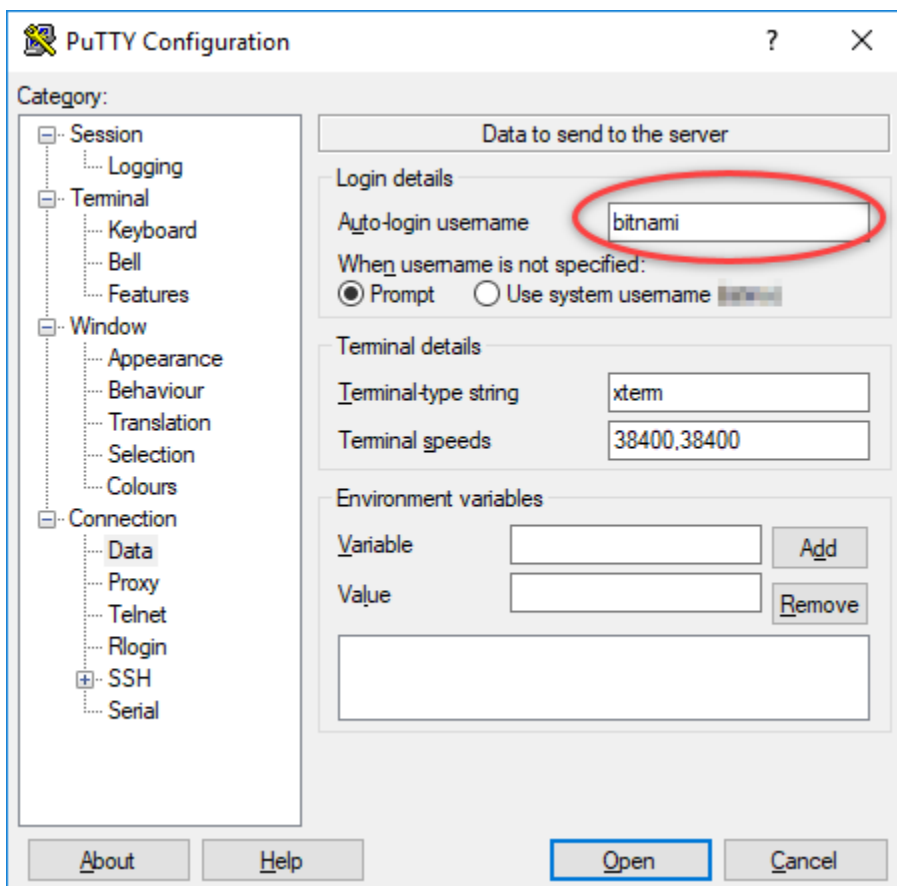 PuTTY Configuration
?
Category:
Session
Logging
Terminal
Keyboard
Bell
Features
Window
Appearance
Behaviour
Translation
Selection
Colours
Connection
Data
Proxy
Telnet
Rlogin
SSH
Serial
Data to send to the server
Login details
Auto-login username bitnami
When username is not specified:
Prompt Use system username
Terminal details
Terminal-type string xterm
Terminal speeds 38400,38400
Environment variables
Variable Add
Value Remove
About Help Open Cancel